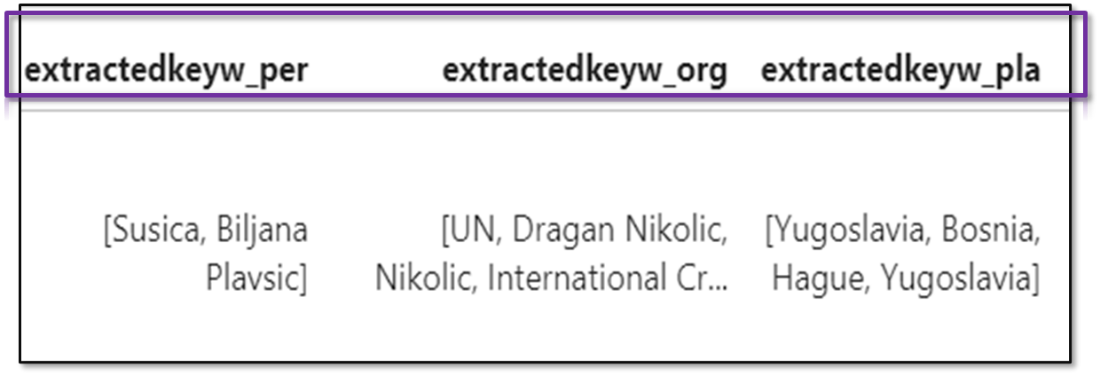 extractedkeyw_per extractedkeyw_org extractedkeyw_pla
[Susica, Biljana [UN, Dragan Nikolic, [Yugoslavia, Bosnia,
Plavsic] Nikolic, International Cr... Hague, Yugoslavia]